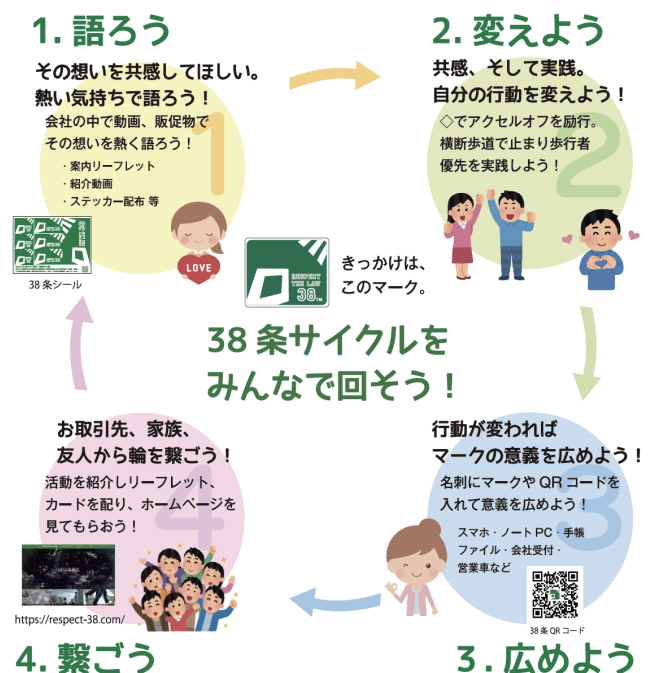 1. 語ろう
その想いを共感してほしい。
熱い気持ちで語ろう！
会社の中で動画、販促物で
その想いを熱く語ろう！
・案内リーフレット
・紹介動画
・ステッカー配布 等
1
LOVE
38 条シール
2. 変えよう
共感、そして実践。
自分の行動を変えよう！
◇でアクセルオフを励行。
横断歩道で止まり歩行者
優先を実践しよう！
2
RESPECT
THE LAW
38
きっかけは、
このマーク。
38 条サイクルを
みんなで回そう！
行動が変われば
マークの意義を広めよう！
名刺にマークや QR コードを
入れて意義を広めよう！
スマホ・ノート PC・手帳
ファイル・会社受付・
営業車など
3
38 条 QR コード
3. 広めよう
お取引先、家族、
友人から輪を繋ごう！
活動を紹介しリーフレット、
カードを配り、ホームページを
見てもらおう！
4
https://respect-38.com/
4. 繋ごう